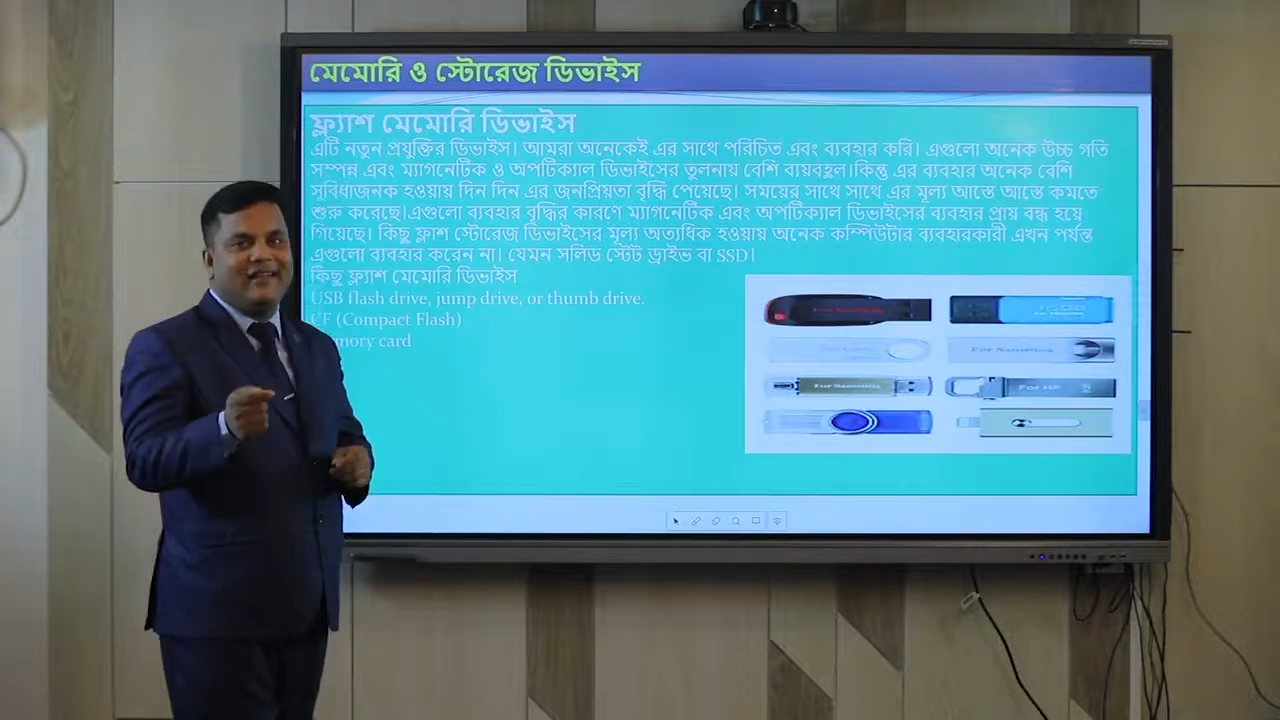 মেমোরি ও স্টোরেজ ডিভাইস
ফ্ল্যাশ মেমোরি ডিভাইস
এটি নতুন প্রযুক্তির ডিভাইস। আমরা অনেকেই এর সাথে পরিচিত এবং ব্যবহার করি। এগুলো অনেক উচ্চ গতি
সম্পন্ন এবং ম্যাগনেটিক ও অপটিক্যাল ডিভাইসের তুলনায় বেশি ব্যয়বহুল।কিন্তু এর ব্যবহার অনেক বেশি
সুবিধাজনক হওয়ায় দিন দিন এর জনপ্রিয়তা বৃদ্ধি পেয়েছে। সময়ের সাথে সাথে এর মূল্য আস্তে আস্তে কমতে
শুরু করেছে।এগুলো ব্যবহার বৃদ্ধির কারণে ম্যাগনেটিক এবং অপটিক্যাল ডিভাইসের ব্যবহার প্রায় বন্ধ হয়ে
গিয়েছে। কিছু ফ্লাশ স্টোরেজ ডিভাইসের মূল্য অত্যধিক হওয়ায় অনেক কম্পিউটার ব্যবহারকারী এখন পর্যন্ত
এগুলো ব্যবহার করেন না। যেমন সলিড স্টেট ড্রাইভ বা SSD।
কিছু ফ্ল্যাশ মেমোরি ডিভাইস
USB flash drive, jump drive, or thumb drive.
CF (Compact Flash)
mory card
For Samsung
For Samsung
For HP